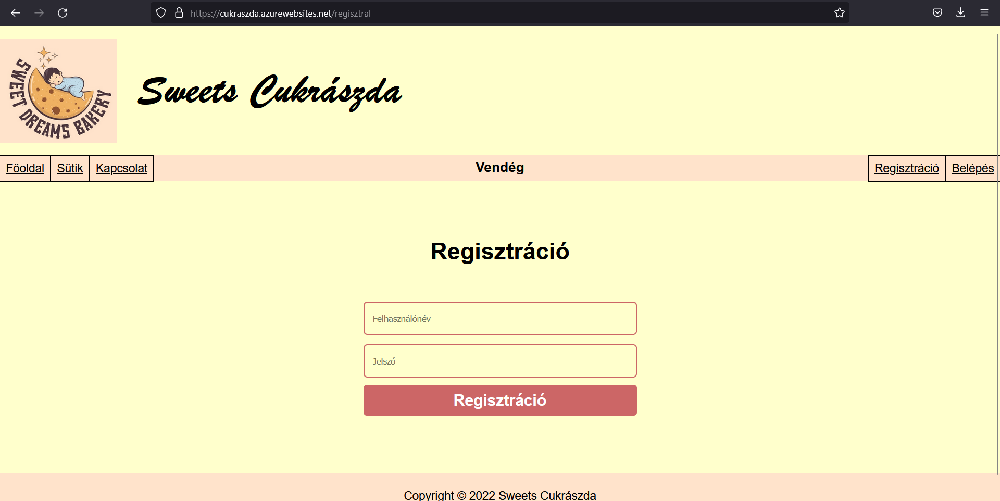 https://cukraszda.azurewebsites.net/regisztral
SWEET DREAMS BAKERY
Sweets Cukrászda
Főoldal Sütik Kapcsolat Vendég Regisztráció Belépés
Regisztráció
Felhasználónév
Jelszó
Regisztráció
Copyright © 2022 Sweets Cukrászda